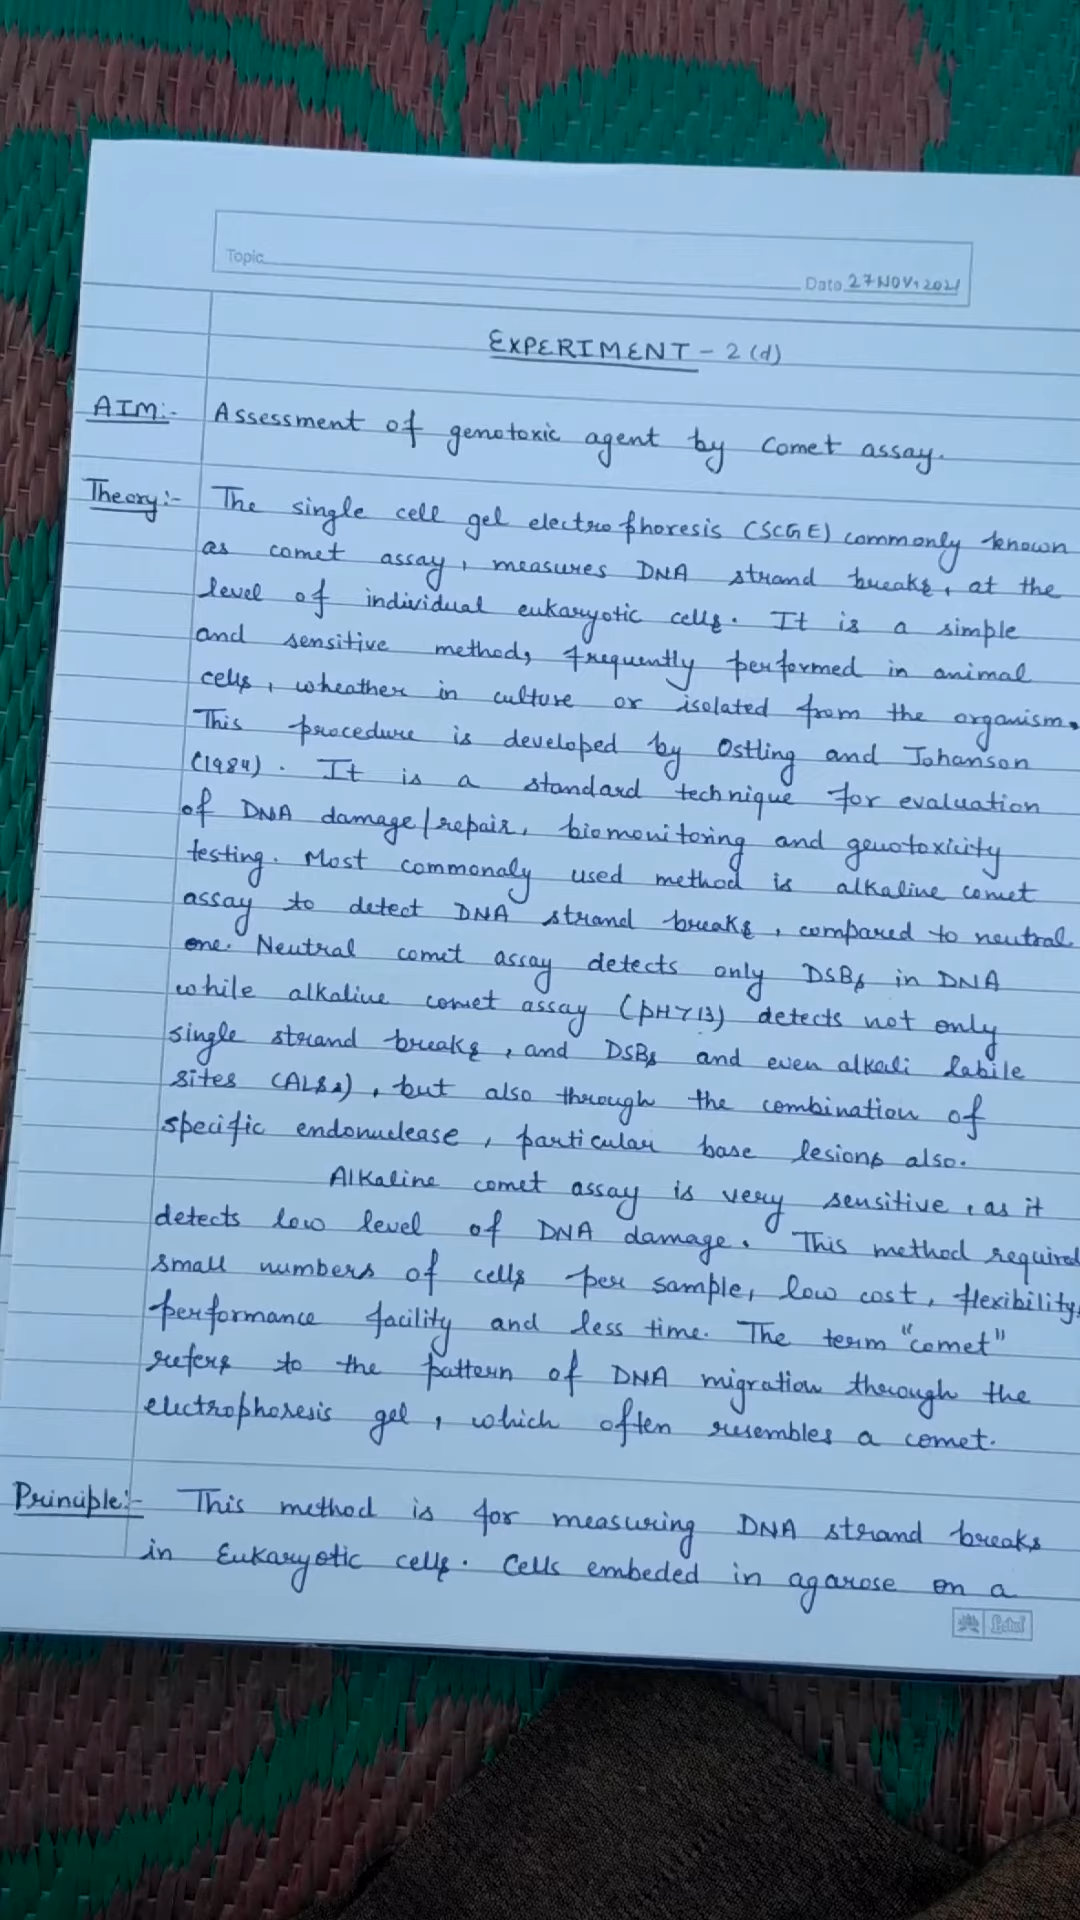 Topic
Date 27 NOV, 2021
EXPERIMENT - 2 (d)
AIM:- Assessment of genotoxic agent by Comet assay.
Theory:- The single cell gel electrophoresis (SCGE) commonly known
as comet assay, measures DNA strand breaks, at the
level of individual eukaryotic cells. It is a simple
and sensitive method, frequently performed in animal
cells, wheather in culture or isolated from the organism.
This procedure is developed by Ostling and Johanson
(1984). It is a standard technique for evaluation
of DNA damage/repair, biomonitoring and genotoxicity
testing. Most commonaly used method is alkaline comet
assay to detect DNA strand breaks, compared to neutral
one. Neutral comet assay detects only DSBs in DNA
while alkaline comet assay (pH>13) detects not only
single strand breaks, and DSBs and even alkali labile
sites (ALSs), but also through the combination of
specific endonuclease, particular base lesions also.
Alkaline comet assay is very sensitive, as it
detects low level of DNA damage. This method required
small numbers of cells per sample, low cost, flexibility,
performance facility and less time. The term "comet"
refers to the pattern of DNA migration through the
electrophoresis gel, which often resembles a comet.
Principle:- This method is for measuring DNA strand breaks
in Eukaryotic cells. Cells embeded in agarose on a